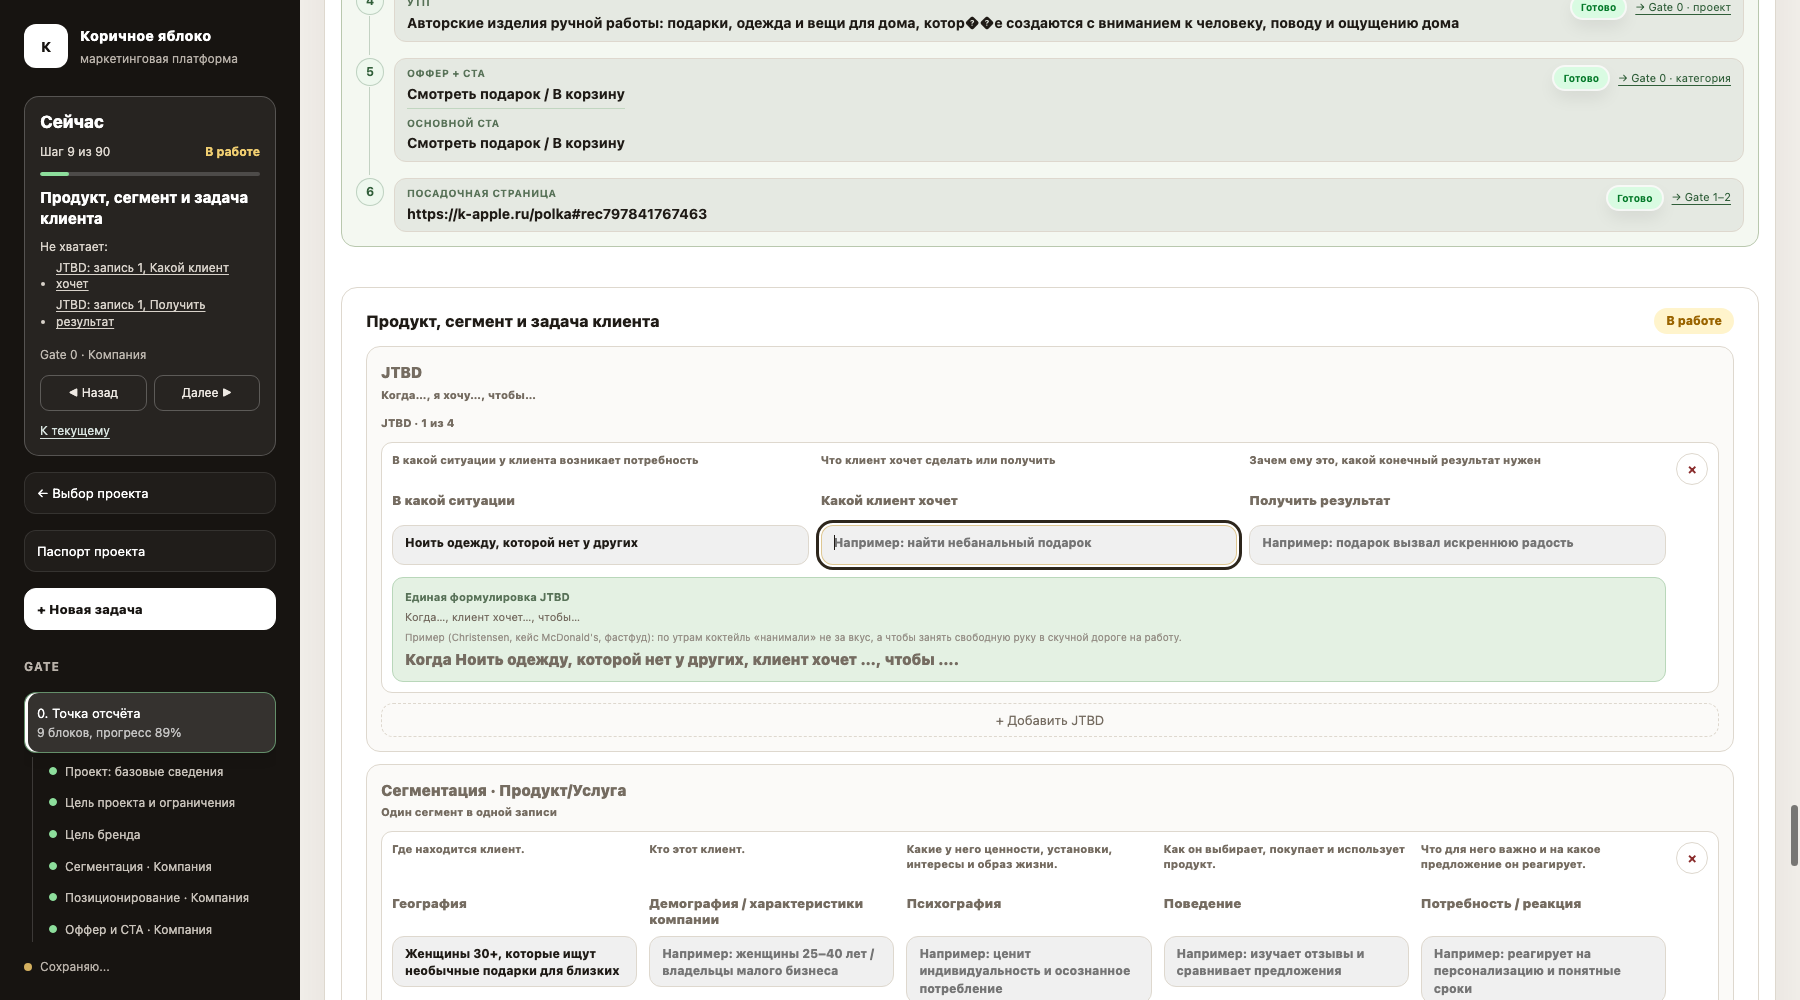 К
Коричное яблоко
маркетинговая платформа
Сейчас
Шаг 9 из 90
В работе
Продукт, сегмент и задача клиента
Не хватает:
• JTBD: запись 1, Какой клиент хочет
• JTBD: запись 1, Получить результат
Gate 0 · Компания
◄ Назад
Далее ►
К текущему
← Выбор проекта
Паспорт проекта
+ Новая задача
GATE
0. Точка отсчёта
9 блоков, прогресс 89%
Проект: базовые сведения
Цель проекта и ограничения
Цель бренда
Сегментация · Компания
Позиционирование · Компания
Оффер и CTA · Компания
Сохраняю...
4
УТП
Авторские изделия ручной работы: подарки, одежда и вещи для дома, котор��е создаются с вниманием к человеку, поводу и ощущению дома
Готово
→ Gate 0 · проект
5
ОФФЕР + CTA
Смотреть подарок / В корзину
ОСНОВНОЙ CTA
Смотреть подарок / В корзину
Готово
→ Gate 0 · категория
6
ПОСАДОЧНАЯ СТРАНИЦА
https://k-apple.ru/polka#rec797841767463
Готово
→ Gate 1–2
Продукт, сегмент и задача клиента
В работе
JTBD
Когда..., я хочу..., чтобы...
JTBD · 1 из 4
В какой ситуации у клиента возникает потребность
Что клиент хочет сделать или получить
Зачем ему это, какой конечный результат нужен
×
В какой ситуации
Какой клиент хочет
Получить результат
Ноить одежду, которой нет у других
Например: найти небанальный подарок
Например: подарок вызвал искреннюю радость
Единая формулировка JTBD
Когда..., клиент хочет..., чтобы...
Пример (Christensen, кейс McDonald's, фастфуд): по утрам коктейль «нанимали» не за вкус, а чтобы занять свободную руку в скучной дороге на работу.
Когда Ноить одежду, которой нет у других, клиент хочет ..., чтобы ....
+ Добавить JTBD
Сегментация · Продукт/Услуга
Один сегмент в одной записи
Где находится клиент.
Кто этот клиент.
Какие у него ценности, установки, интересы и образ жизни.
Как он выбирает, покупает и использует продукт.
Что для него важно и на какое предложение он реагирует.
×
География
Демография / характеристики компании
Психография
Поведение
Потребность / реакция
Женщины 30+, которые ищут необычные подарки для близких
Например: женщины 25–40 лет / владельцы малого бизнеса
Например: ценит индивидуальность и осознанное потребление
Например: изучает отзывы и сравнивает предложения
Например: реагирует на персонализацию и понятные сроки